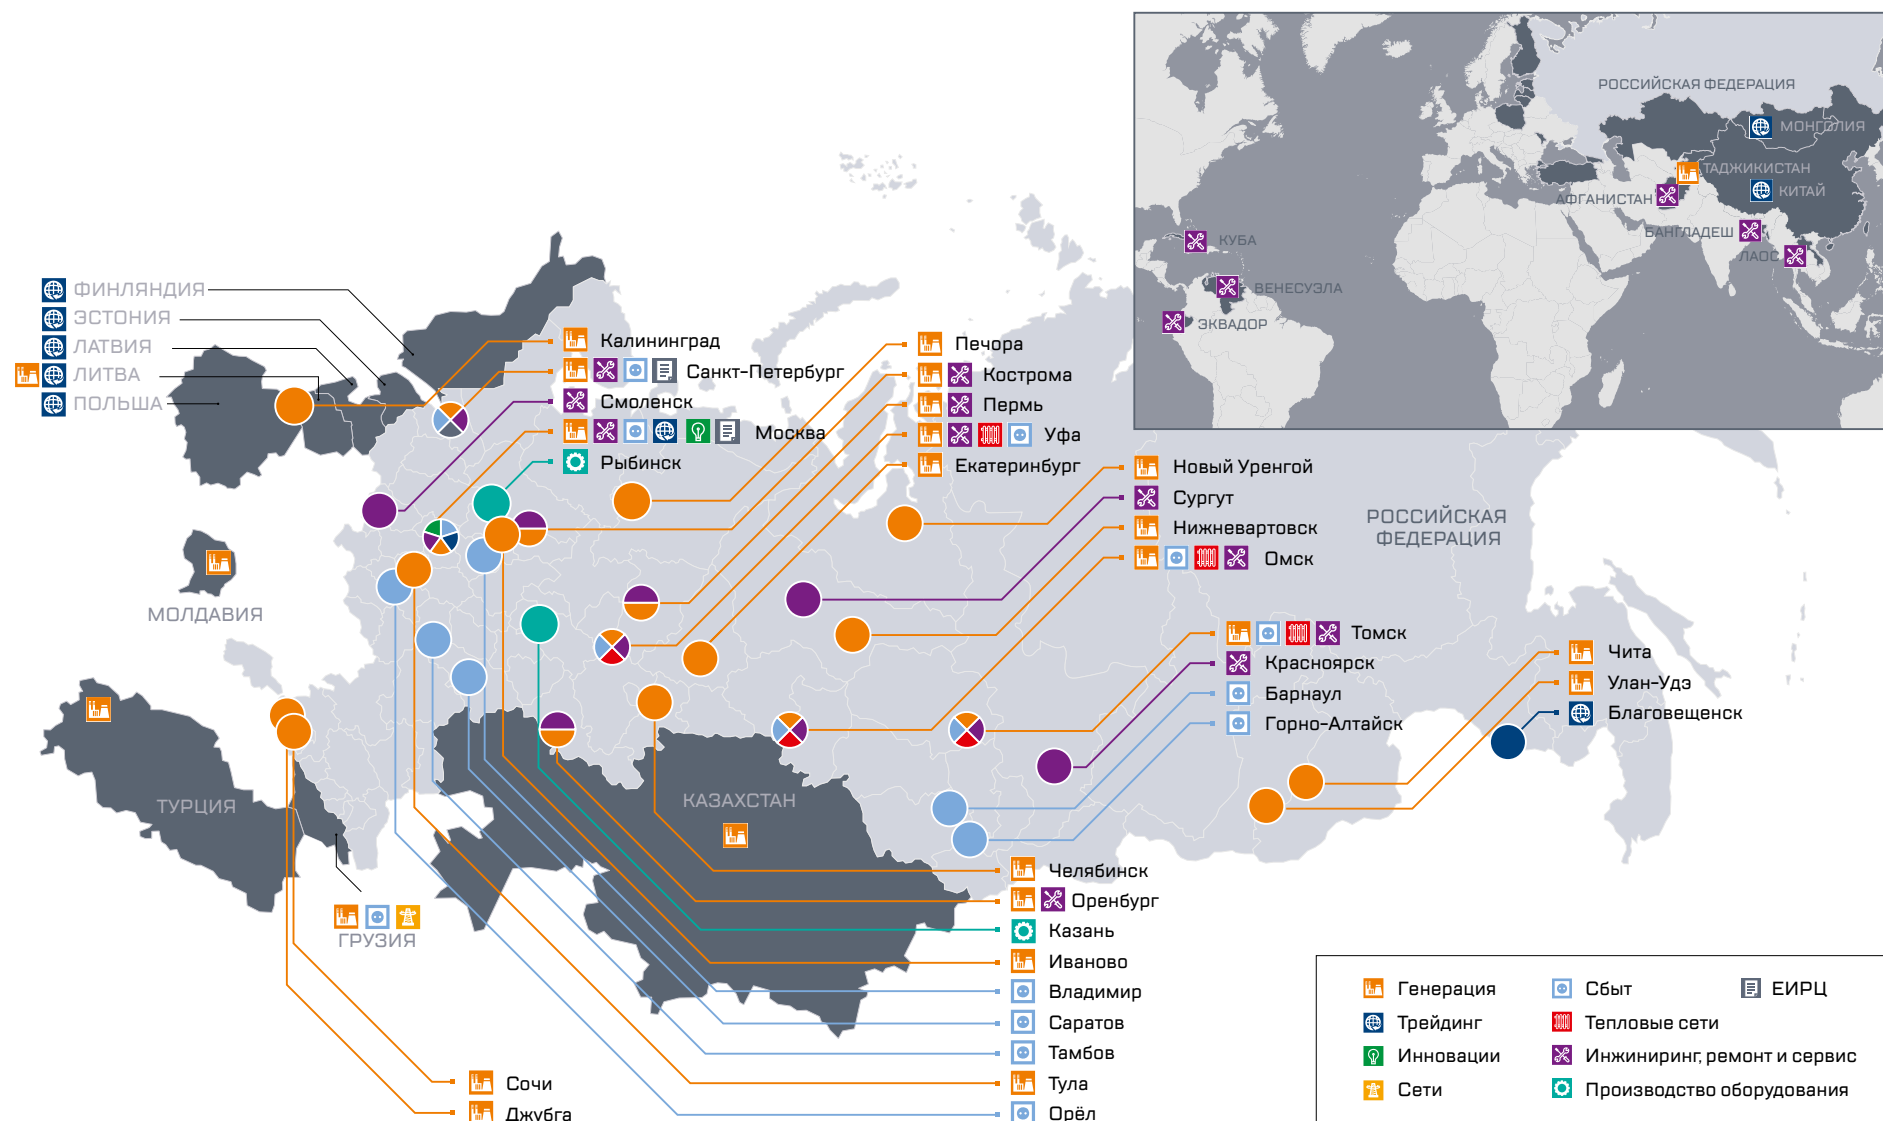 РОССИЙСКАЯ ФЕДЕРАЦИЯ
МОНГОЛИЯ
ТАДЖИКИСТАН
КИТАЙ
АФГАНИСТАН
БАНГЛАДЕШ
ЛАОС
КУБА
ВЕНЕСУЭЛА
ЭКВАДОР
ФИНЛЯНДИЯ
ЭСТОНИЯ
ЛАТВИЯ
ЛИТВА
ПОЛЬША
Калининград
Санкт-Петербург
Смоленск
Москва
Рыбинск
Печора
Кострома
Пермь
Уфа
Екатеринбург
Новый Уренгой
Сургут
Нижневартовск
Омск
РОССИЙСКАЯ
ФЕДЕРАЦИЯ
МОЛДАВИЯ
Томск
Красноярск
Барнаул
Горно-Алтайск
Чита
Улан-Удэ
Благовещенск
ТУРЦИЯ
КАЗАХСТАН
ГРУЗИЯ
Челябинск
Оренбург
Казань
Иваново
Владимир
Саратов
Тамбов
Тула
Орёл
Сочи
Джубга
Генерация
Сбыт
ЕИРЦ
Трейдинг
Тепловые сети
Инновации
Инжиниринг, ремонт и сервис
Сети
Производство оборудования